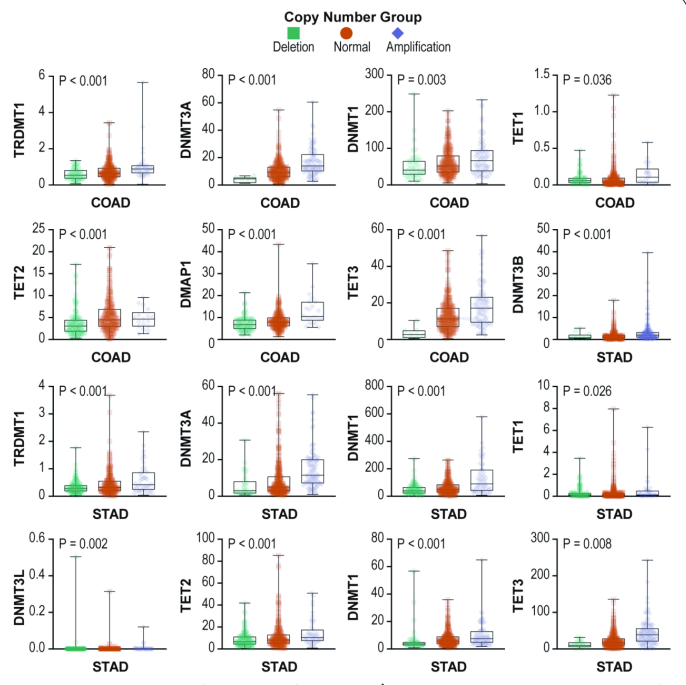 Copy Number Group
Deletion Normal Amplification
P < 0.001 P < 0.001 P = 0.003 P = 0.036
TRDMT1 DNMT3A DNMT1 TET1
6 80 300 1.5
4 60 200 1.0
2 40 100 0.5
0 20 0 0.0
0
COAD COAD COAD COAD
P < 0.001 P < 0.001 P < 0.001 P < 0.001
TET2 DMAP1 TET3 DNMT3B
25 50 60 50
20 40 40 40
15 30 20 30
10 20 0 20
5 10 10
0 0 0
COAD COAD COAD STAD
P < 0.001 P < 0.001 P < 0.001 P = 0.026
TRDMT1 DNMT3A DNMT1 TET1
4 60 800 10
3 40 600 8
2 20 400 6
1 0 200 4
0 0 2
0
STAD STAD STAD STAD
P = 0.002 P < 0.001 P < 0.001 P = 0.008
DNMT3L TET2 DNMT1 TET3
0.6 100 80 300
0.4 80 60 200
0.2 60 40 100
0.0 40 20 0
20 0
0
STAD STAD STAD STAD